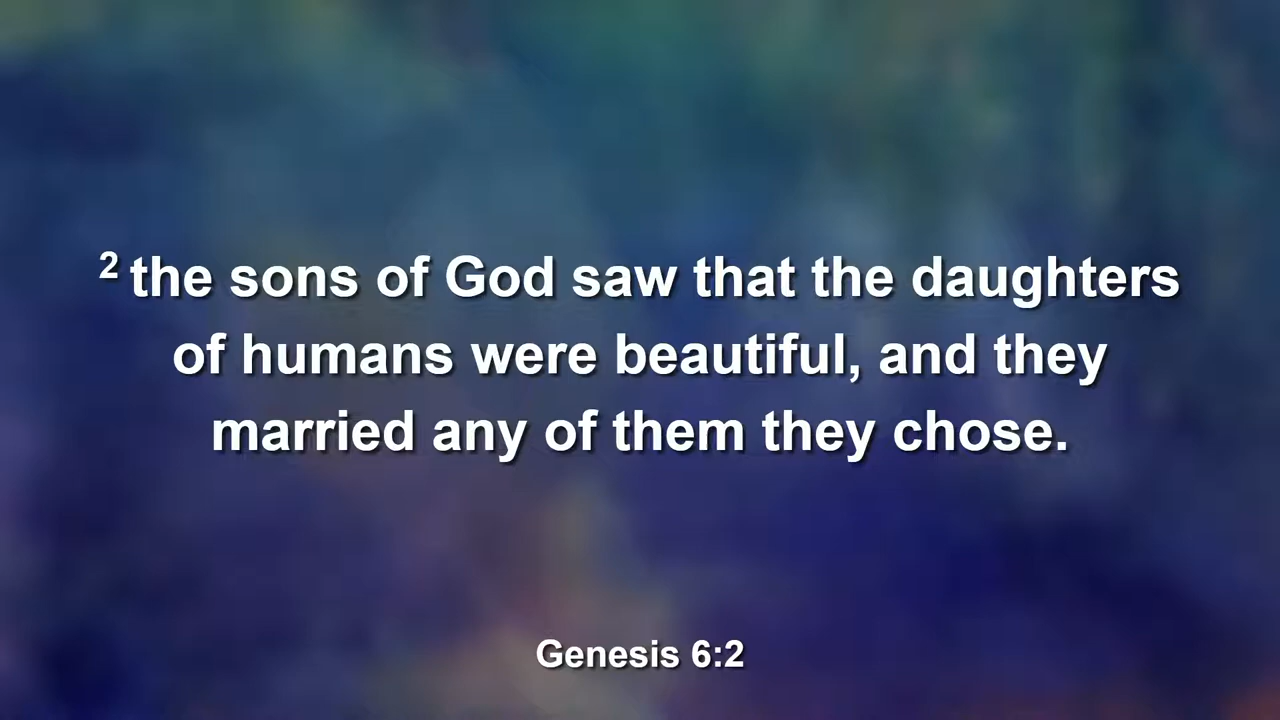 2 the sons of God saw that the daughters
of humans were beautiful, and they
married any of them they chose.
Genesis 6:2